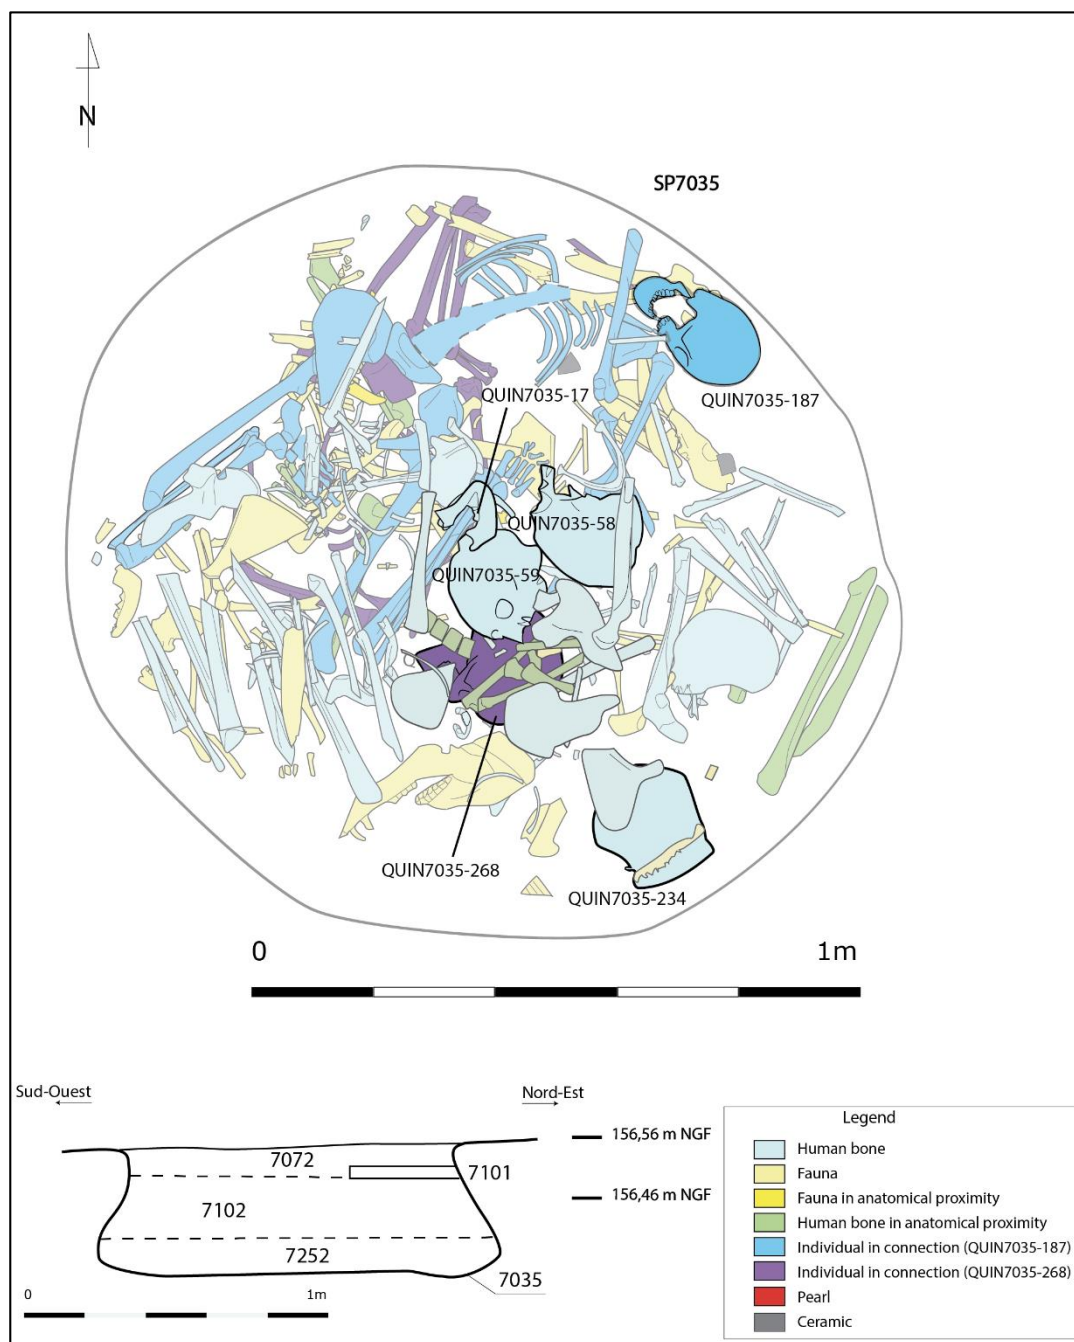 N
SP7035
QUIN7035-17
QUIN7035-187
QUIN7035-58
QUIN7035-59
QUIN7035-268
QUIN7035-234
0 1m
Sud-Ouest Nord-Est
156,56 m NGF
7072
7101
156,46 m NGF
7102
7252
7035
0 1m
Legend
Human bone
Fauna
Fauna in anatomical proximity
Human bone in anatomical proximity
Individual in connection (QUIN7035-187)
Individual in connection (QUIN7035-268)
Pearl
Ceramic